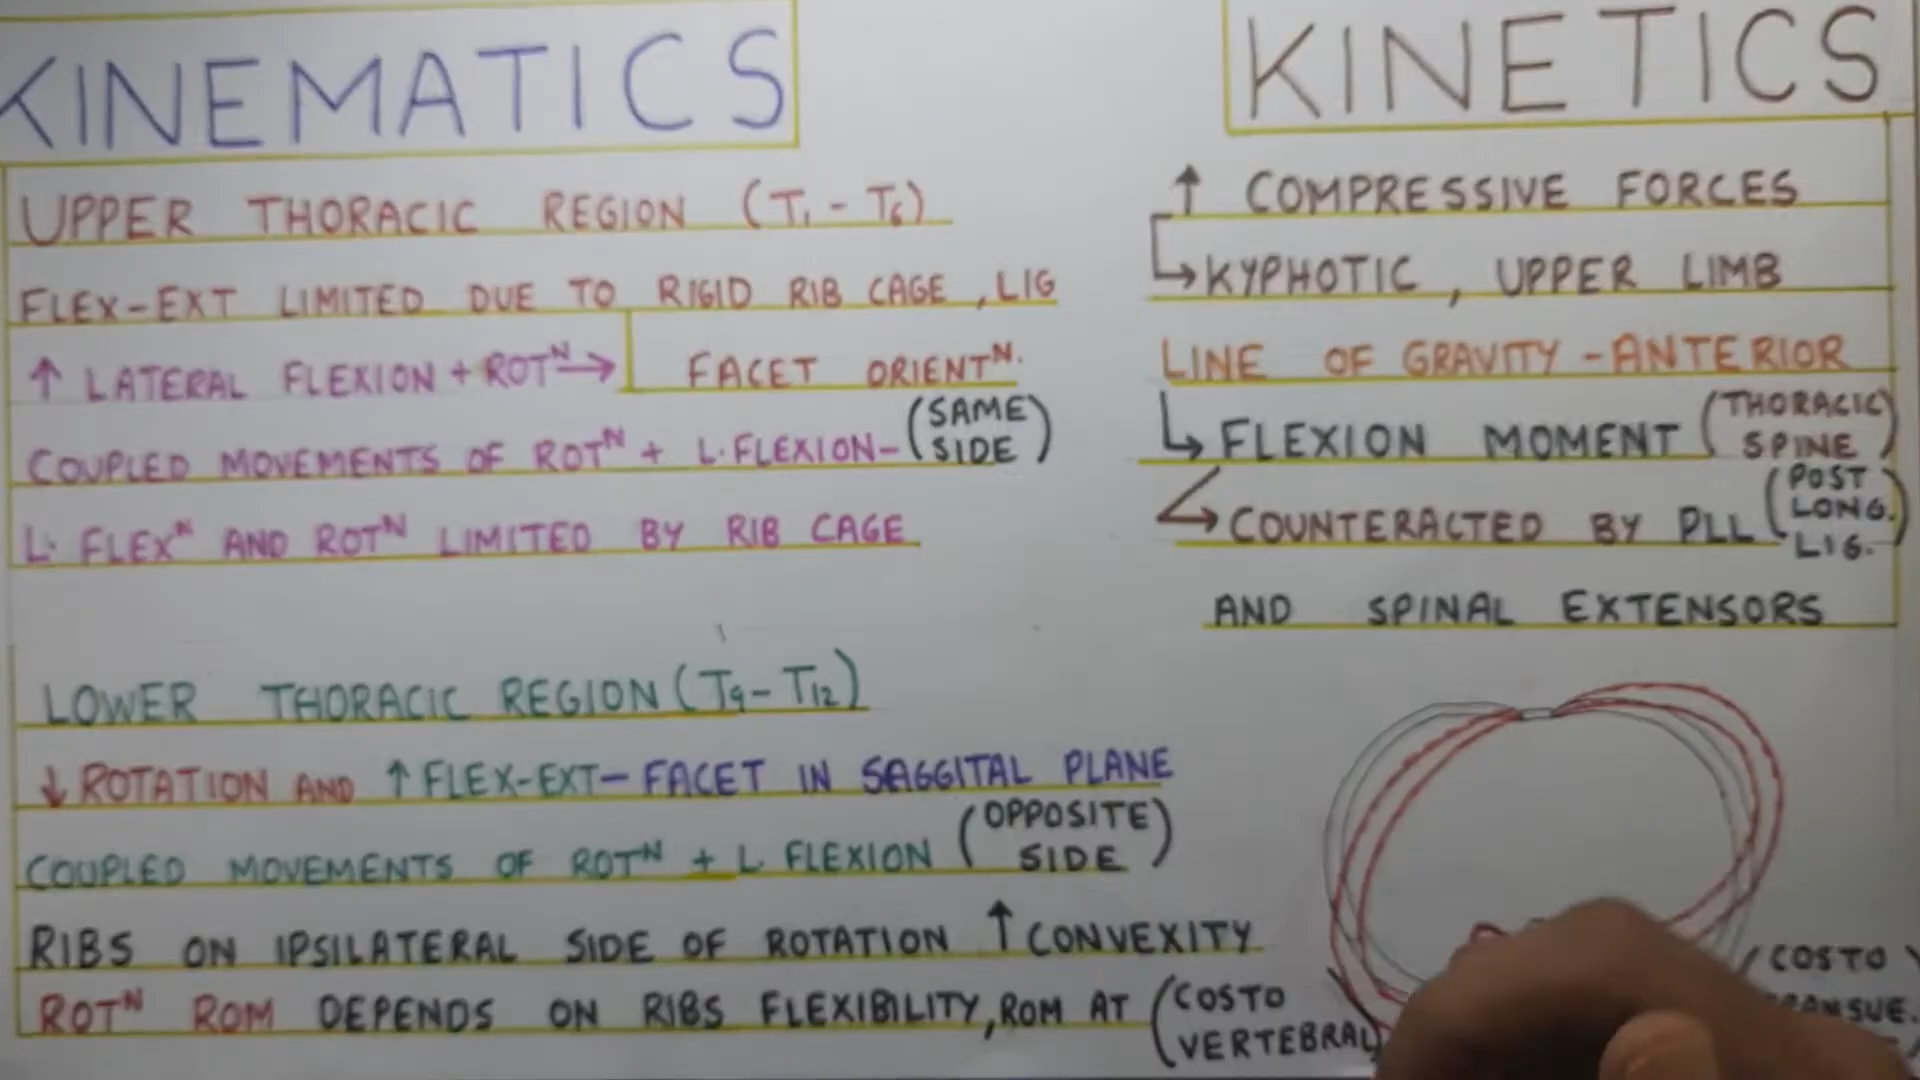 KINEMATICS
UPPER THORACIC REGION (T1 - T6)
FLEX-EXT LIMITED DUE TO RIGID RIB CAGE, LIG
↑ LATERAL FLEXION + ROTᴺ → FACET ORIENTᴺ.
COUPLED MOVEMENTS OF ROTᴺ + L. FLEXION - (SAME SIDE)
L. FLEXᴺ AND ROTᴺ LIMITED BY RIB CAGE
LOWER THORACIC REGION (T9 - T12)
↓ ROTATION AND ↑ FLEX-EXT - FACET IN SAGGITAL PLANE
COUPLED MOVEMENTS OF ROTᴺ + L. FLEXION (OPPOSITE SIDE)
RIBS ON IPSILATERAL SIDE OF ROTATION ↑ CONVEXITY
ROTᴺ ROM DEPENDS ON RIBS FLEXIBILITY, ROM AT (COSTO VERTEBRAL)
KINETICS
↑ COMPRESSIVE FORCES
→ KYPHOTIC, UPPER LIMB
LINE OF GRAVITY - ANTERIOR
→ FLEXION MOMENT (THORACIC SPINE)
→ COUNTERACTED BY PLL (POST LONG. LIG.)
AND SPINAL EXTENSORS
(COSTO